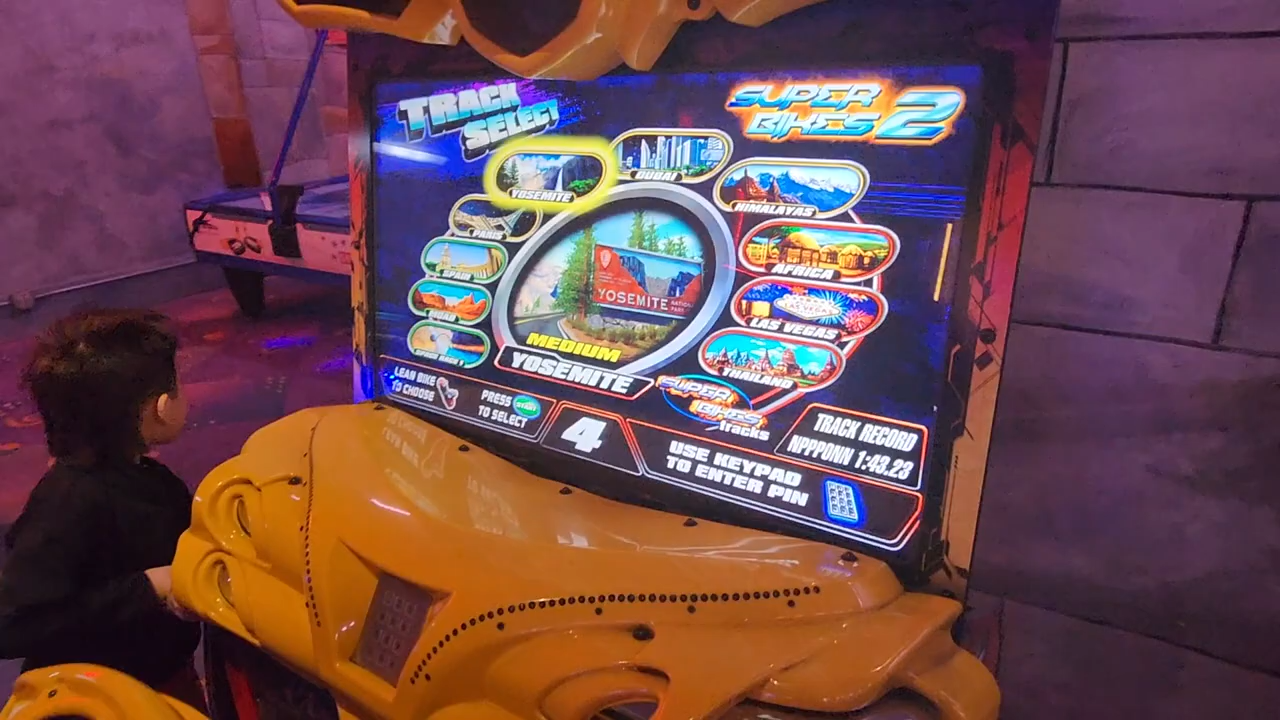 TRACK
SELECT
SUPER
BIKES 2
YOSEMITE
DUBAI
HIMALAYAS
PARIS
AFRICA
SPAIN
YOSEMITE NATIONAL
PARK
MOAB
LAS VEGAS
MEDIUM
YOSEMITE
THAILAND
SUPER
BIKES
tracks
LEAN BIKE
TO CHOOSE
PRESS START
TO SELECT
4
USE KEYPAD
TO ENTER PIN
TRACK RECORD
NPPPONN 1:43.23